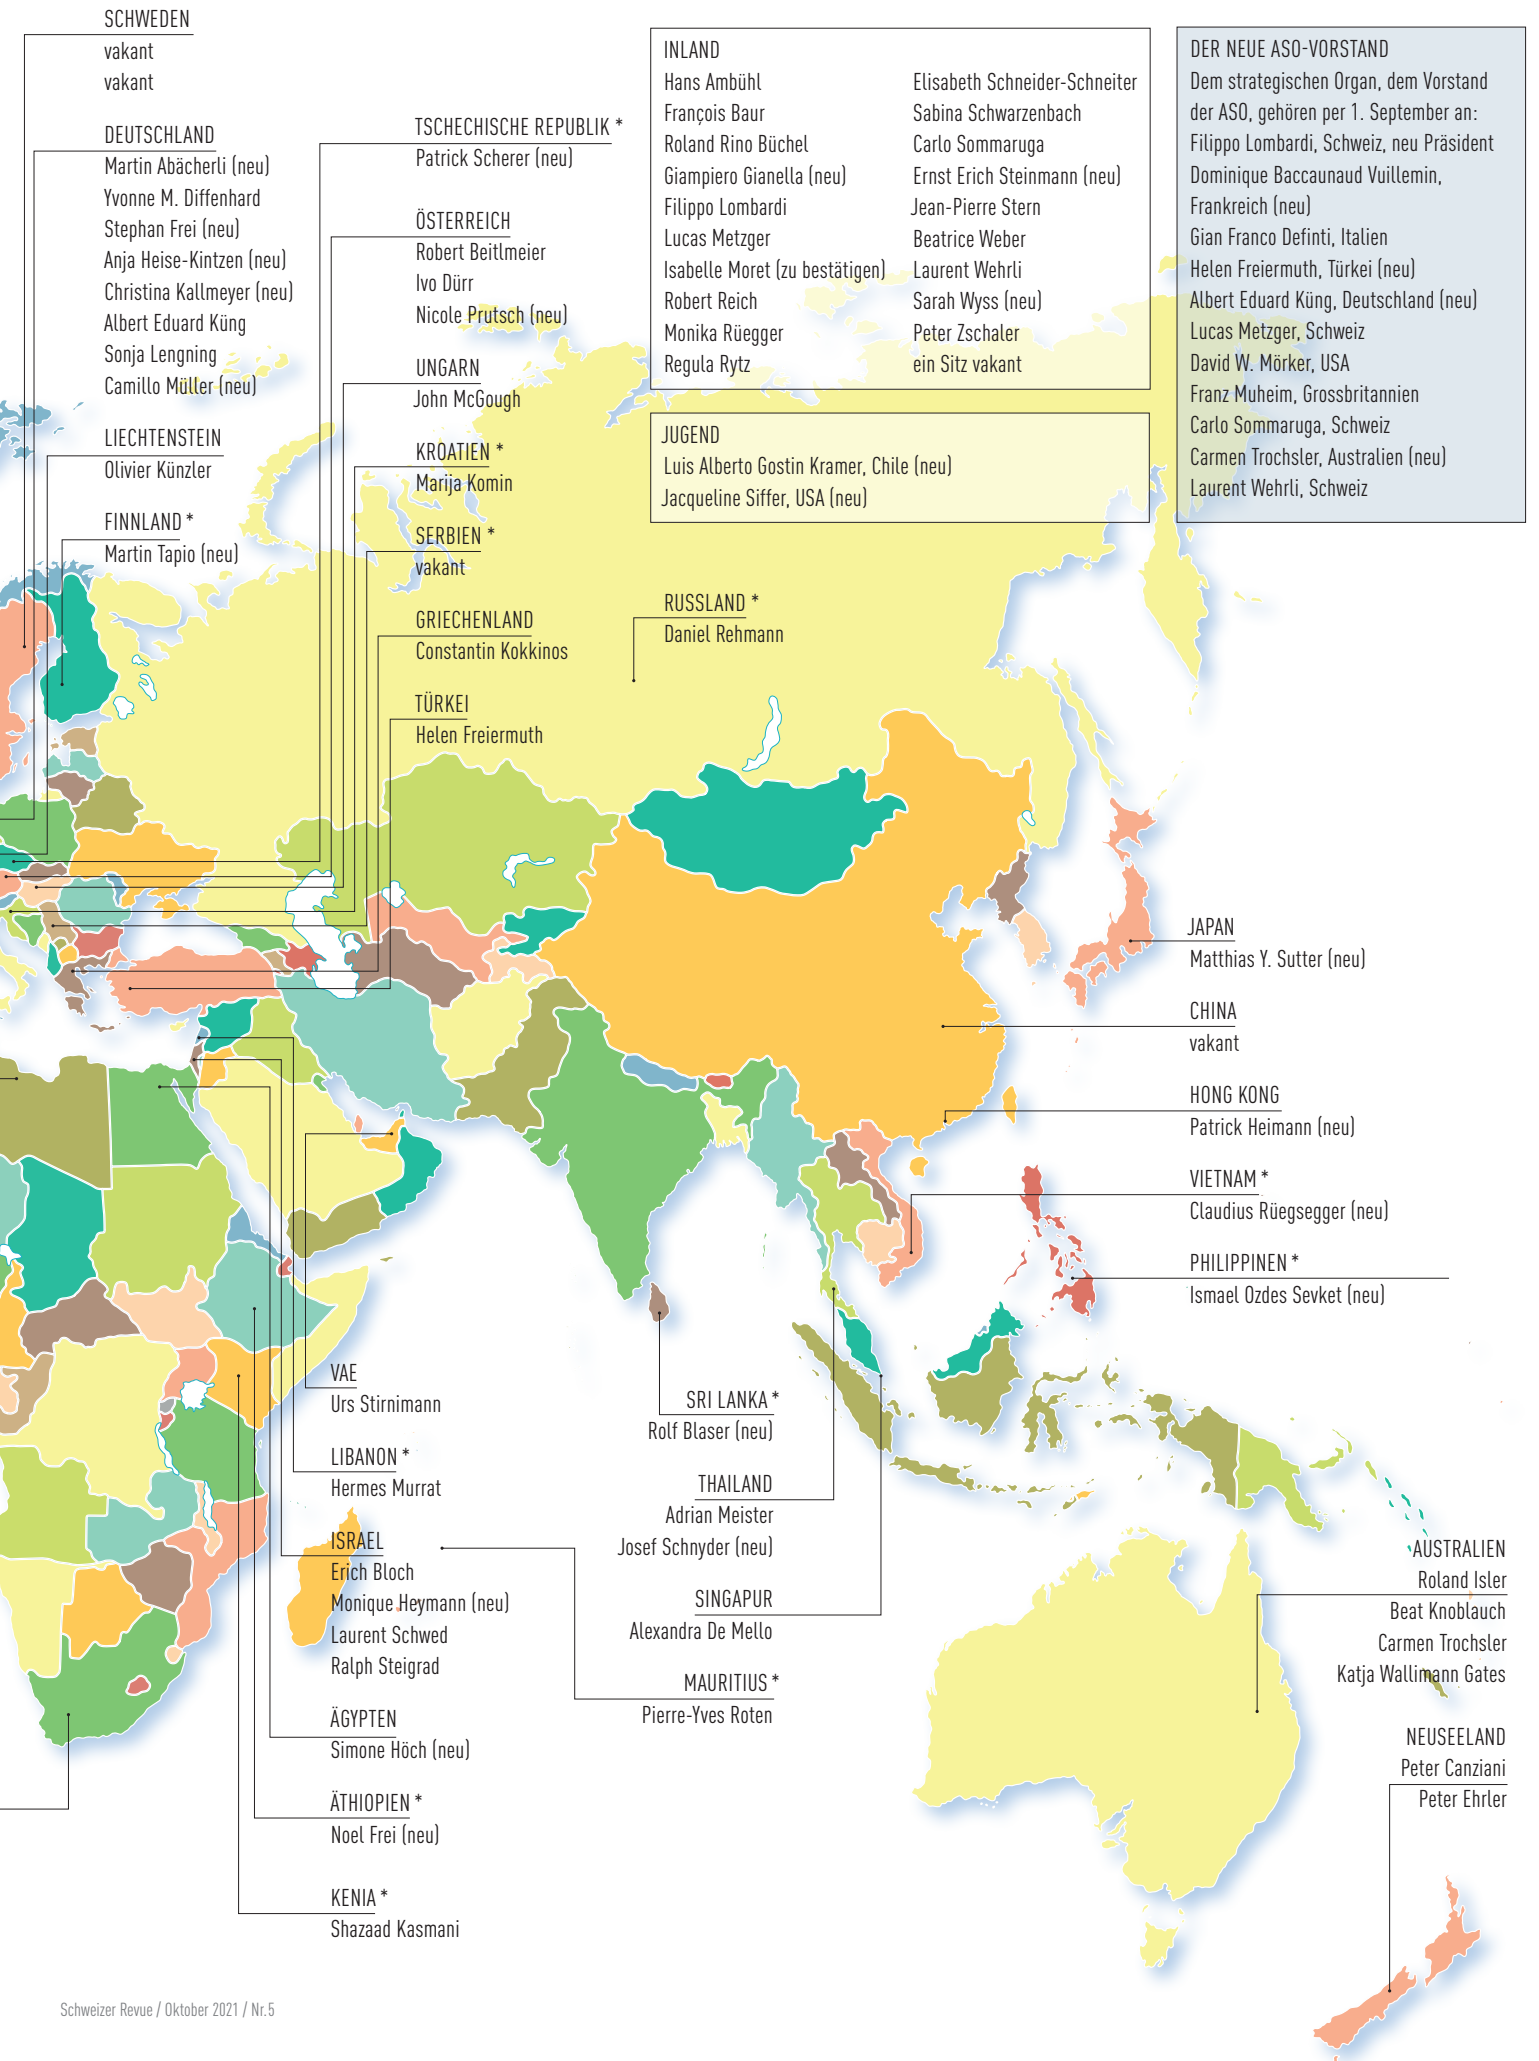 SCHWEDEN
vakant
vakant
DEUTSCHLAND
Martin Abächerli (neu)
Yvonne M. Diffenhard
Stephan Frei (neu)
Anja Heise-Kintzen (neu)
Christina Kallmeyer (neu)
Albert Eduard Küng
Sonja Lengning
Camillo Müller (neu)
LIECHTENSTEIN
Olivier Künzler
FINNLAND *
Martin Tapio (neu)
TSCHECHISCHE REPUBLIK *
Patrick Scherer (neu)
ÖSTERREICH
Robert Beitlmeier
Ivo Dürr
Nicole Prutsch (neu)
UNGARN
John McGough
KROATIEN *
Marija Komin
SERBIEN *
vakant
GRIECHENLAND
Constantin Kokkinos
TÜRKEI
Helen Freiermuth
INLAND
Hans Ambühl
François Baur
Roland Rino Büchel
Giampiero Gianella (neu)
Filippo Lombardi
Lucas Metzger
Isabelle Moret (zu bestätigen)
Robert Reich
Monika Rüegger
Regula Rytz
Elisabeth Schneider-Schneiter
Sabina Schwarzenbach
Carlo Sommaruga
Ernst Erich Steinmann (neu)
Jean-Pierre Stern
Beatrice Weber
Laurent Wehrli
Sarah Wyss (neu)
Peter Zschaler
ein Sitz vakant
JUGEND
Luis Alberto Gostin Kramer, Chile (neu)
Jacqueline Siffer, USA (neu)
DER NEUE ASO-VORSTAND
Dem strategischen Organ, dem Vorstand
der ASO, gehören per 1. September an:
Filippo Lombardi, Schweiz, neu Präsident
Dominique Baccaunaud Vuillemin,
Frankreich (neu)
Gian Franco Definti, Italien
Helen Freiermuth, Türkei (neu)
Albert Eduard Küng, Deutschland (neu)
Lucas Metzger, Schweiz
David W. Mörker, USA
Franz Muheim, Grossbritannien
Carlo Sommaruga, Schweiz
Carmen Trochsler, Australien (neu)
Laurent Wehrli, Schweiz
RUSSLAND *
Daniel Rehmann
JAPAN
Matthias Y. Sutter (neu)
CHINA
vakant
HONG KONG
Patrick Heimann (neu)
VIETNAM *
Claudius Rüegsegger (neu)
PHILIPPINEN *
Ismael Ozdes Sevket (neu)
VAE
Urs Stirnimann
LIBANON *
Hermes Murrat
ISRAEL
Erich Bloch
Monique Heymann (neu)
Laurent Schwed
Ralph Steigrad
ÄGYPTEN
Simone Höch (neu)
ÄTHIOPIEN *
Noel Frei (neu)
KENIA *
Shazaad Kasmani
SRI LANKA *
Rolf Blaser (neu)
THAILAND
Adrian Meister
Josef Schnyder (neu)
SINGAPUR
Alexandra De Mello
MAURITIUS *
Pierre-Yves Roten
AUSTRALIEN
Roland Isler
Beat Knoblauch
Carmen Trochsler
Katja Wallimann Gates
NEUSEELAND
Peter Canziani
Peter Ehrler
Schweizer Revue / Oktober 2021 / Nr.5